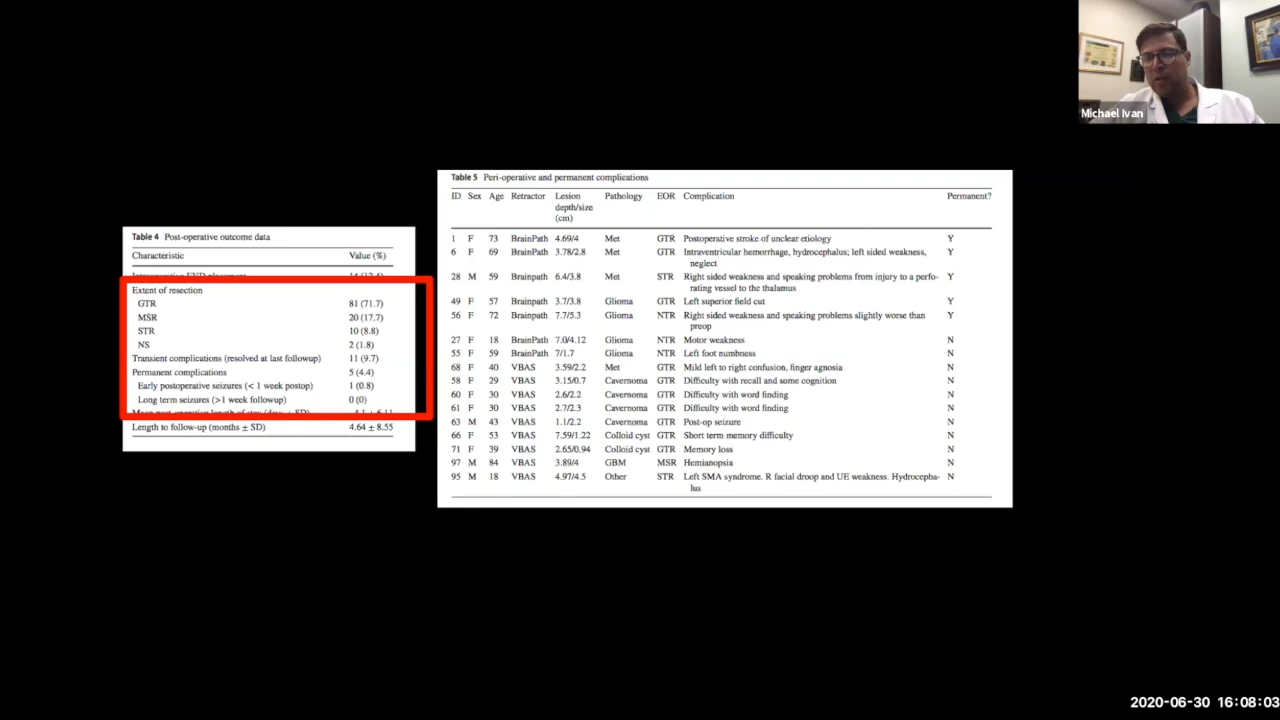 Michael Ivan
Table 4 Post-operative outcome data
Characteristic Value (%)
Extent of resection
GTR 81 (71.7)
MSR 20 (17.7)
STR 10 (8.8)
NS 2 (1.8)
Transient complications (resolved at last followup) 11 (9.7)
Permanent complications 5 (4.4)
Early postoperative seizures (< 1 week postop) 1 (0.8)
Long term seizures (>1 week followup) 0 (0)
Length to follow-up (months ± SD) 4.64 ± 8.55
Table 5 Peri-operative and permanent complications
ID Sex Age Retractor Lesion Pathology EOR Complication Permanent?
depth/size
(cm)
1 F 73 BrainPath 4.69/4 Met GTR Postoperative stroke of unclear etiology Y
6 F 69 BrainPath 3.78/2.8 Met GTR Intraventricular hemorrhage, hydrocephalus; left sided weakness, Y
neglect
28 M 59 Brainpath 6.4/3.8 Met STR Right sided weakness and speaking problems from injury to a perfo- Y
rating vessel to the thalamus
49 F 57 Brainpath 3.7/3.8 Glioma GTR Left superior field cut Y
56 F 72 Brainpath 7.7/5.3 Glioma NTR Right sided weakness and speaking problems slightly worse than Y
preop
27 F 18 BrainPath 7.0/4.12 Glioma NTR Motor weakness N
55 F 59 BrainPath 7/1.7 Glioma NTR Left foot numbness N
68 F 40 VBAS 3.59/2.2 Met GTR Mild left to right confusion, finger agnosia N
58 F 29 VBAS 3.15/0.7 Cavernoma GTR Difficulty with recall and some cognition N
60 F 30 VBAS 2.6/2.2 Cavernoma GTR Difficulty with word finding N
61 F 30 VBAS 2.7/2.3 Cavernoma GTR Difficulty with word finding N
63 M 43 VBAS 1.1/2.2 Cavernoma GTR Post-op seizure N
66 F 53 VBAS 7.59/1.22 Colloid cyst GTR Short term memory difficulty N
71 F 39 VBAS 2.65/0.94 Colloid cyst GTR Memory loss N
97 M 84 VBAS 3.89/4 GBM MSR Hemianopsia N
95 M 18 VBAS 4.97/4.5 Other STR Left SMA syndrome. R facial droop and UE weakness. Hydrocepha- N
lus
2020-06-30 16:08:03